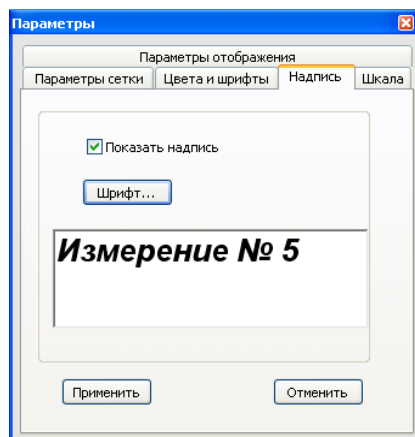 Параметры
Параметры отображения
Параметры сетки Цвета и шрифты Надпись Шкала
Показать надпись
Шрифт...
Измерение № 5
Применить Отменить